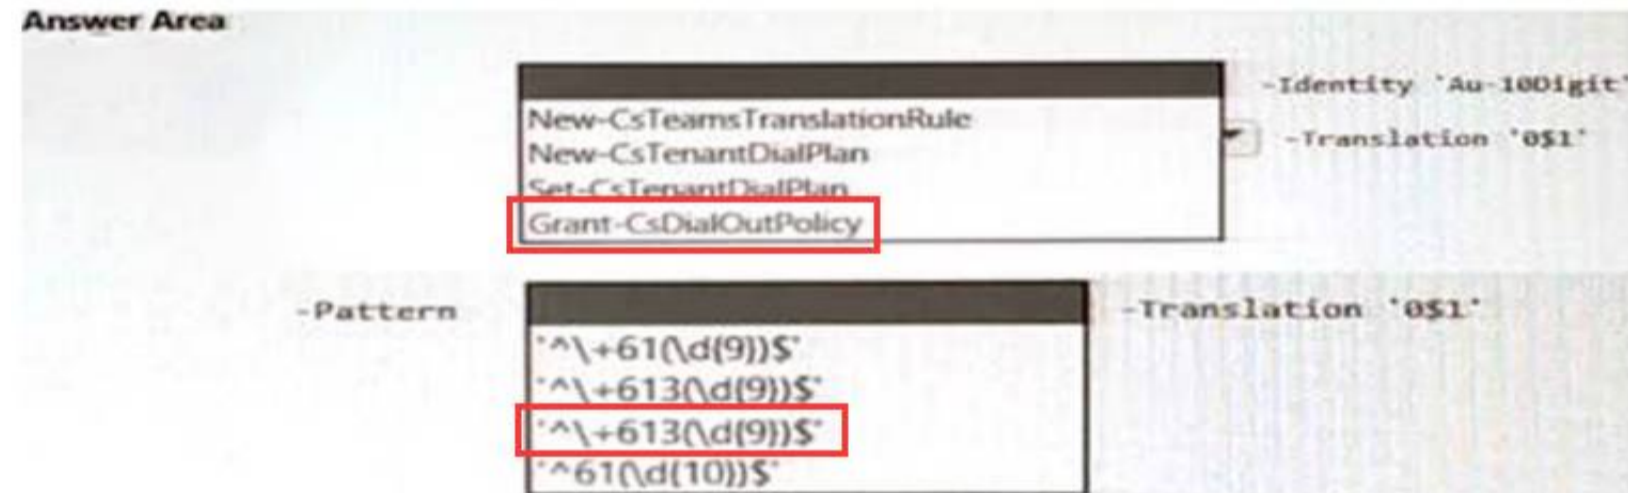 Answer Area
-Identity 'Au-10Digit'
New-CsTeamsTranslationRule
New-CsTenantDialPlan
-Translation '0$1'
Set-CsTenantDialPlan
Grant-CsDialOutPolicy
-Pattern
-Translation '0$1'
'^\+61(\d{9})$'
'^\+613(\d{9})$'
'^\+613(\d{9})$'
'^61(\d{10})$'